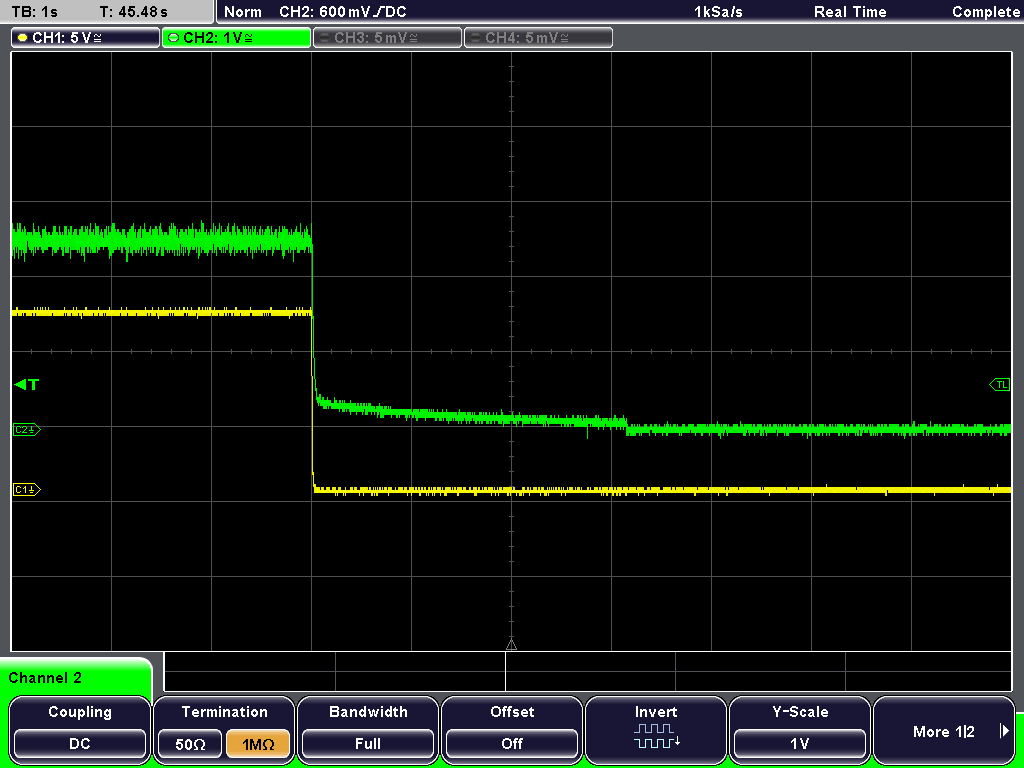 TB: 1s T: 45.48 s Norm CH2: 600 mV DC 1kSa/s Real Time Complete
CH1: 5 V≅ CH2: 1 V≅ CH3: 5 mV≅ CH4: 5 mV≅
T
TL
C2
C1
Channel 2
Coupling Termination Bandwidth Offset Invert Y-Scale
DC 50Ω 1MΩ Full Off 1V More 1|2